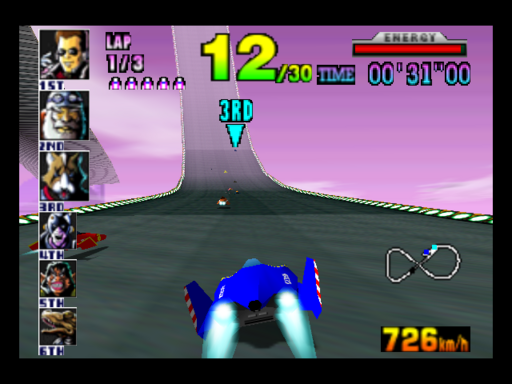 LAP
1/3
12/30
TIME
ENERGY
00'31"00
1ST
2ND
3RD
4TH
5TH
6TH
3RD
726km/h